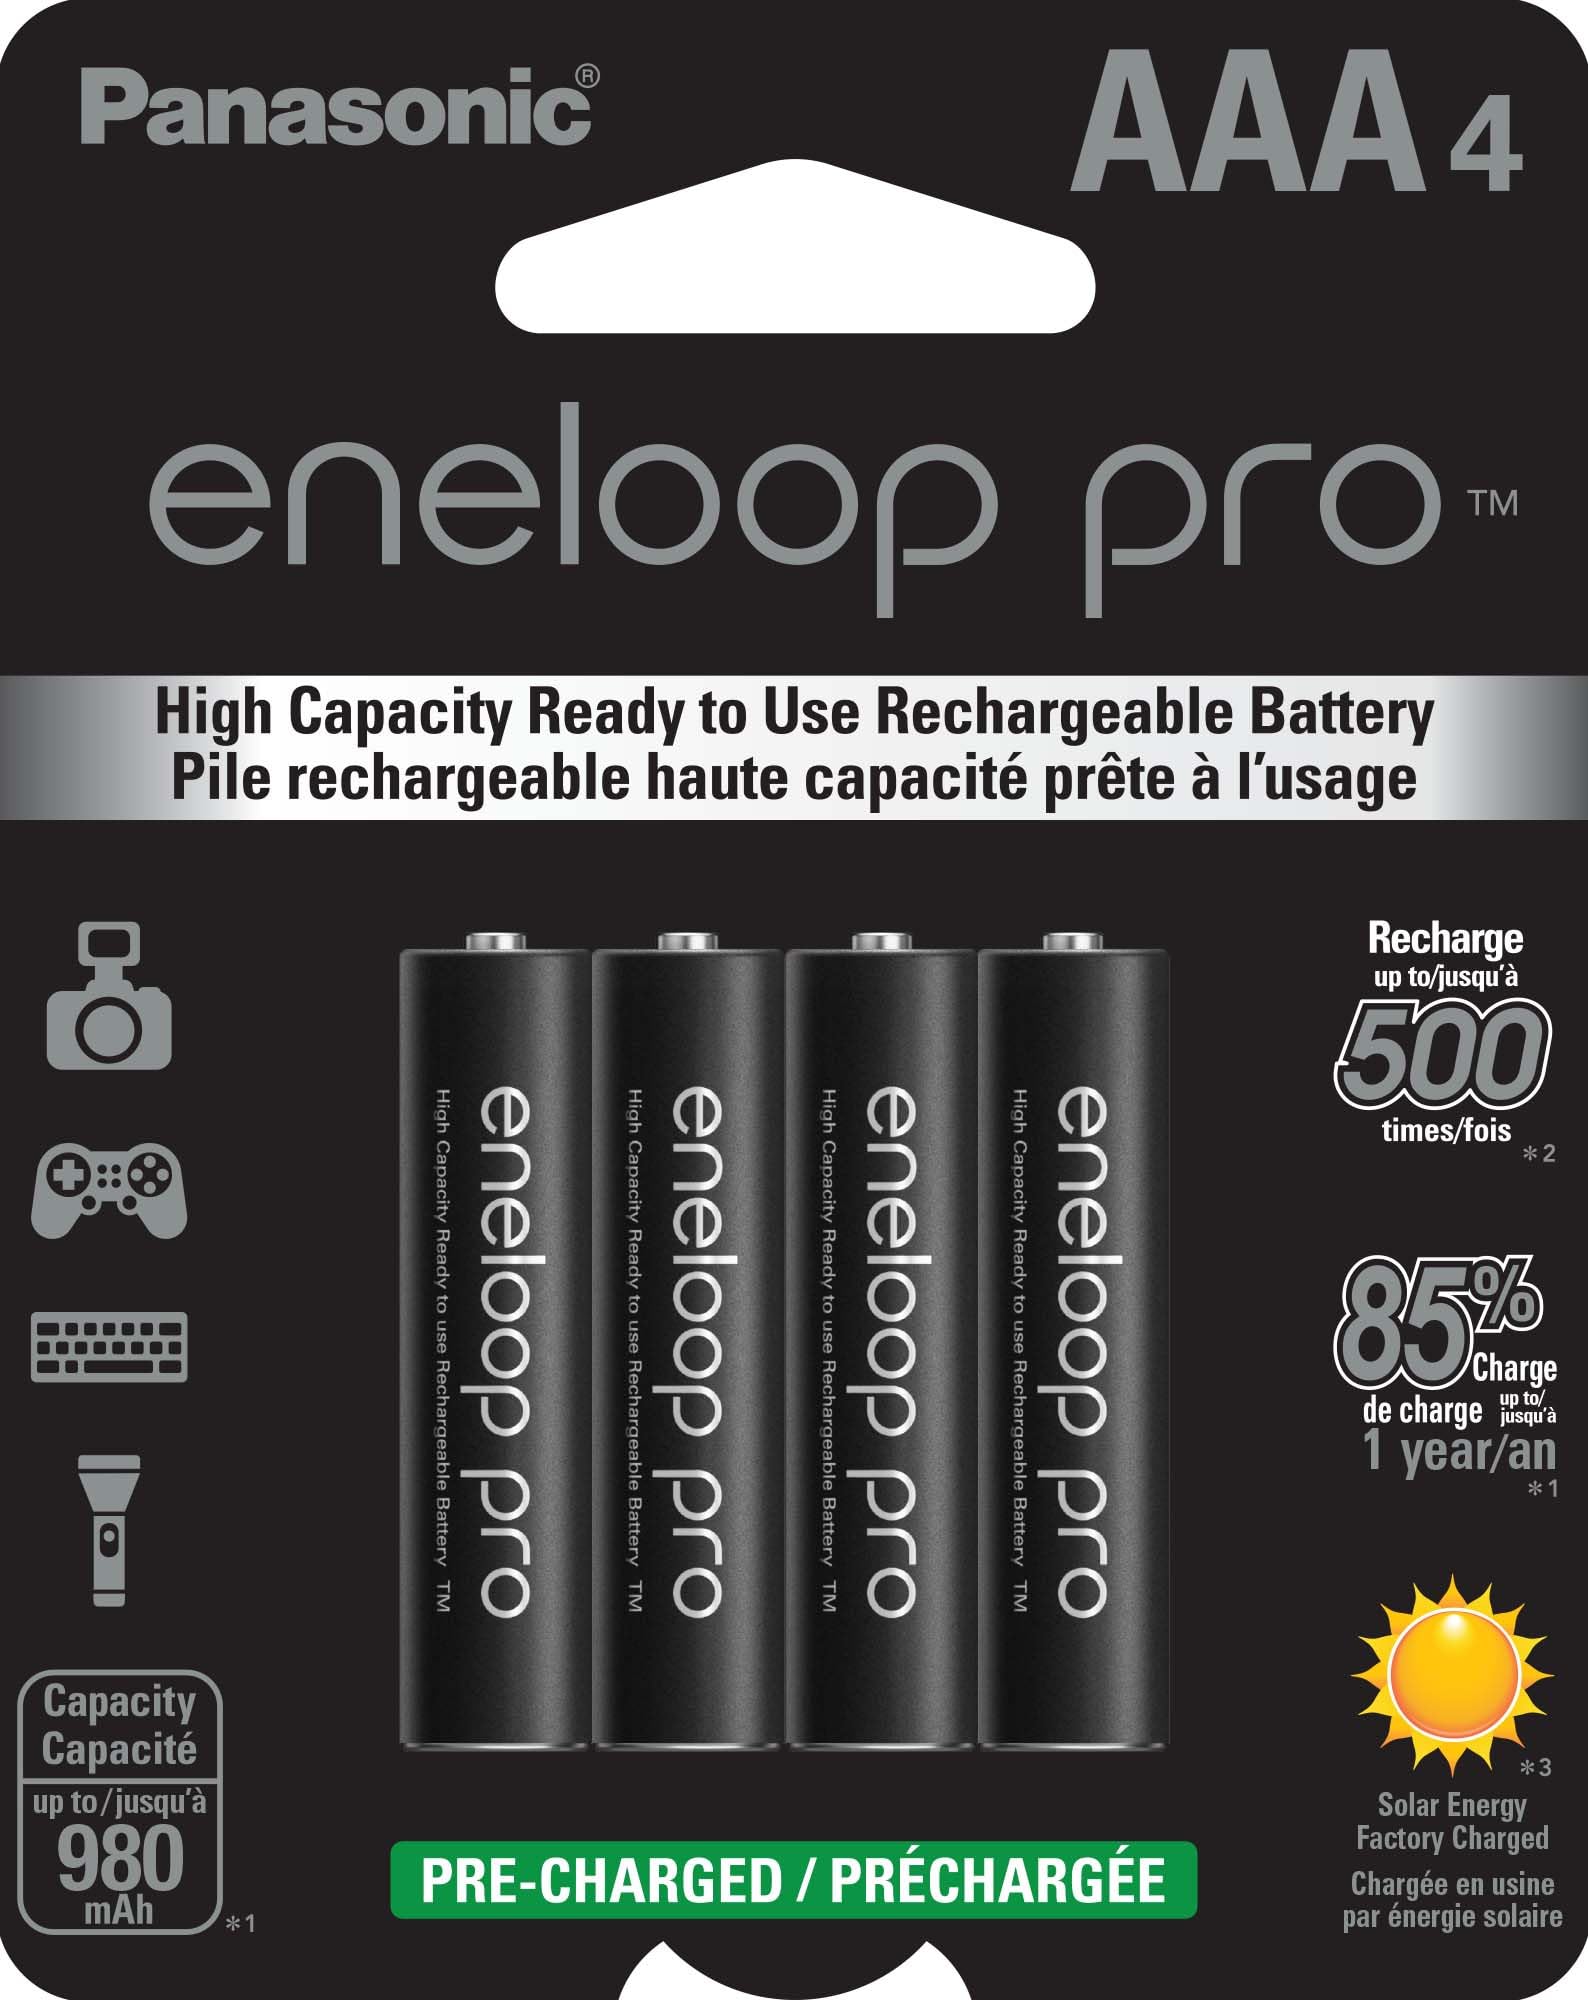 Panasonic®
AAA 4
eneloop pro™
High Capacity Ready to Use Rechargeable Battery
Pile rechargeable haute capacité prête à l'usage
Recharge
up to/jusqu'à
500
times/fois
*2
85%
Charge
de charge up to/
jusqu'à
1 year/an
*1
eneloop pro
High Capacity Ready to use Rechargeable Battery TM
eneloop pro
High Capacity Ready to use Rechargeable Battery TM
eneloop pro
High Capacity Ready to use Rechargeable Battery TM
eneloop pro
High Capacity Ready to use Rechargeable Battery TM
Capacity
Capacité
up to/jusqu'à
980
mAh
*1
PRE-CHARGED / PRÉCHARGÉE
*3
Solar Energy
Factory Charged
Chargée en usine
par énergie solaire